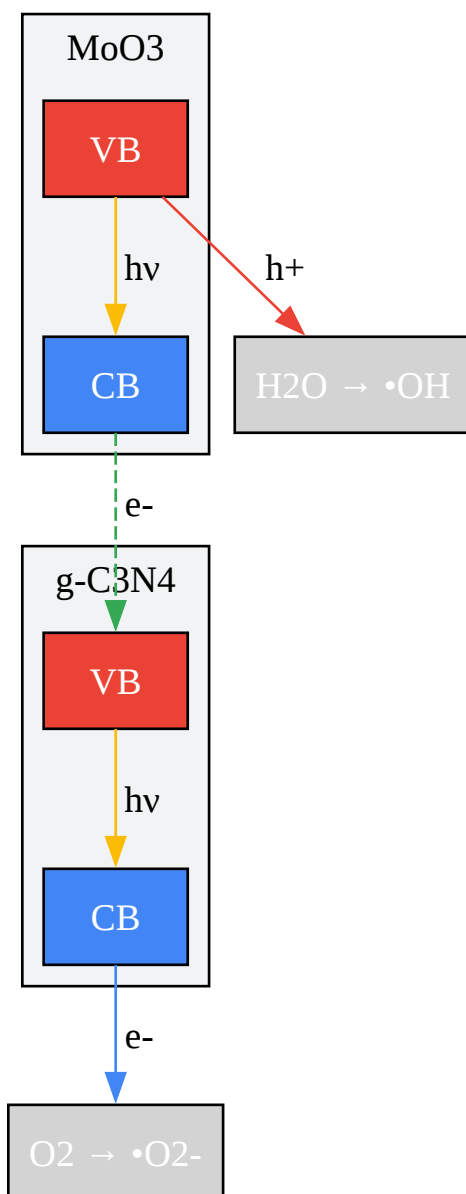 MoO3
VB
hν
h+
CB
H2O → •OH
e-
g-C3N4
VB
hν
CB
e-
O2 → •O2-